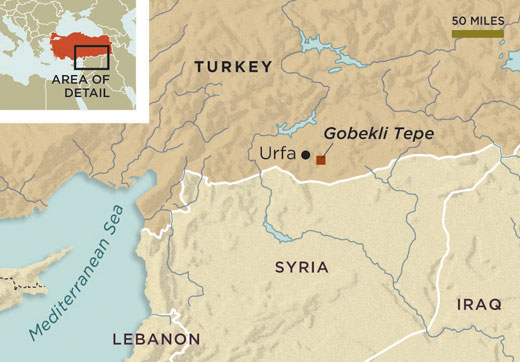 50 MILES
AREA OF
DETAIL
TURKEY
Gobekli Tepe
Urfa
Mediterranean Sea
SYRIA
IRAQ
LEBANON